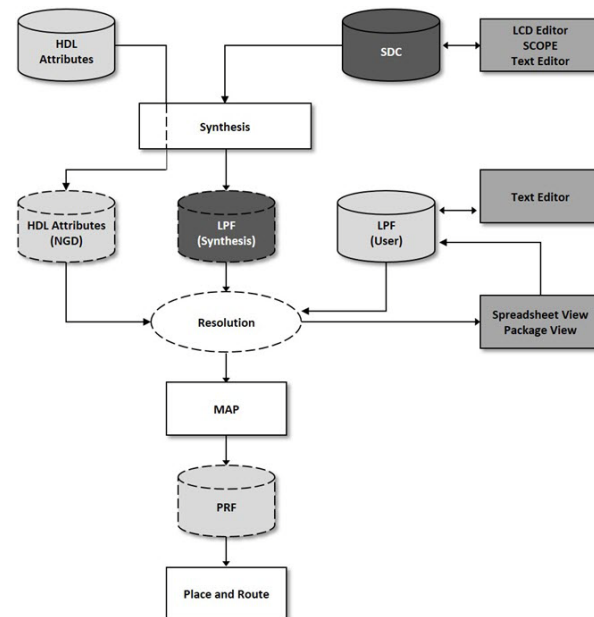 HDL
Attributes
SDC
LCD Editor
SCOPE
Text Editor
Synthesis
HDL Attributes
(NGD)
LPF
(Synthesis)
LPF
(User)
Text Editor
Resolution
Spreadsheet View
Package View
MAP
PRF
Place and Route